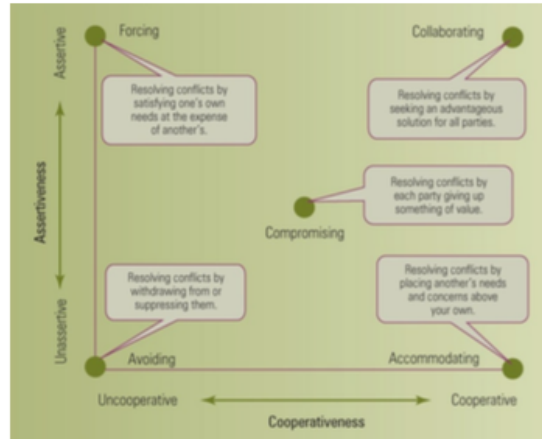 Forcing
Collaborating
Assertive
Resolving conflicts by
satisfying one's own
needs at the expense
of another's.
Resolving conflicts by
seeking an advantageous
solution for all parties.
Assertiveness
Resolving conflicts by
each party giving up
something of value.
Compromising
Resolving conflicts by
withdrawing from or
suppressing them.
Resolving conflicts by
placing another's needs
and concerns above
your own.
Unassertive
Avoiding
Accommodating
Uncooperative
Cooperative
Cooperativeness